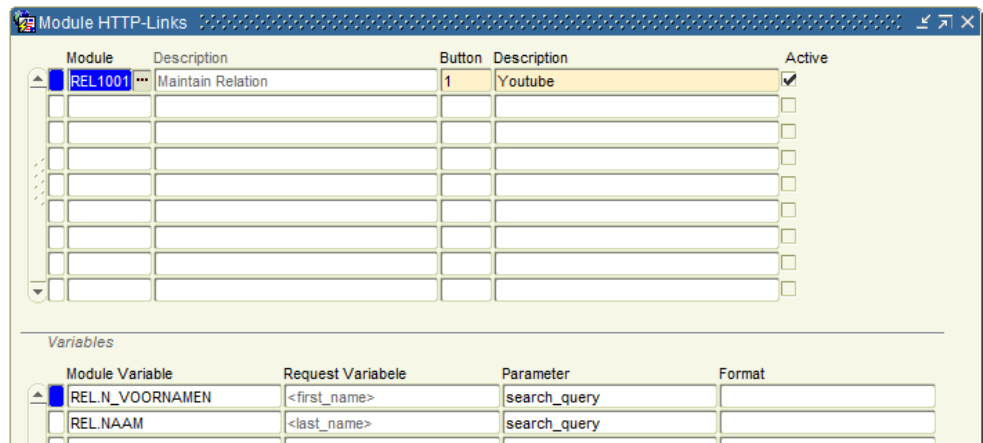 Module HTTP-Links
Module Description Button Description Active
REL1001 ... Maintain Relation 1 Youtube
Variables
Module Variable Request Variabele Parameter Format
REL.N_VOORNAMEN <first_name> search_query
REL.NAAM <last_name> search_query